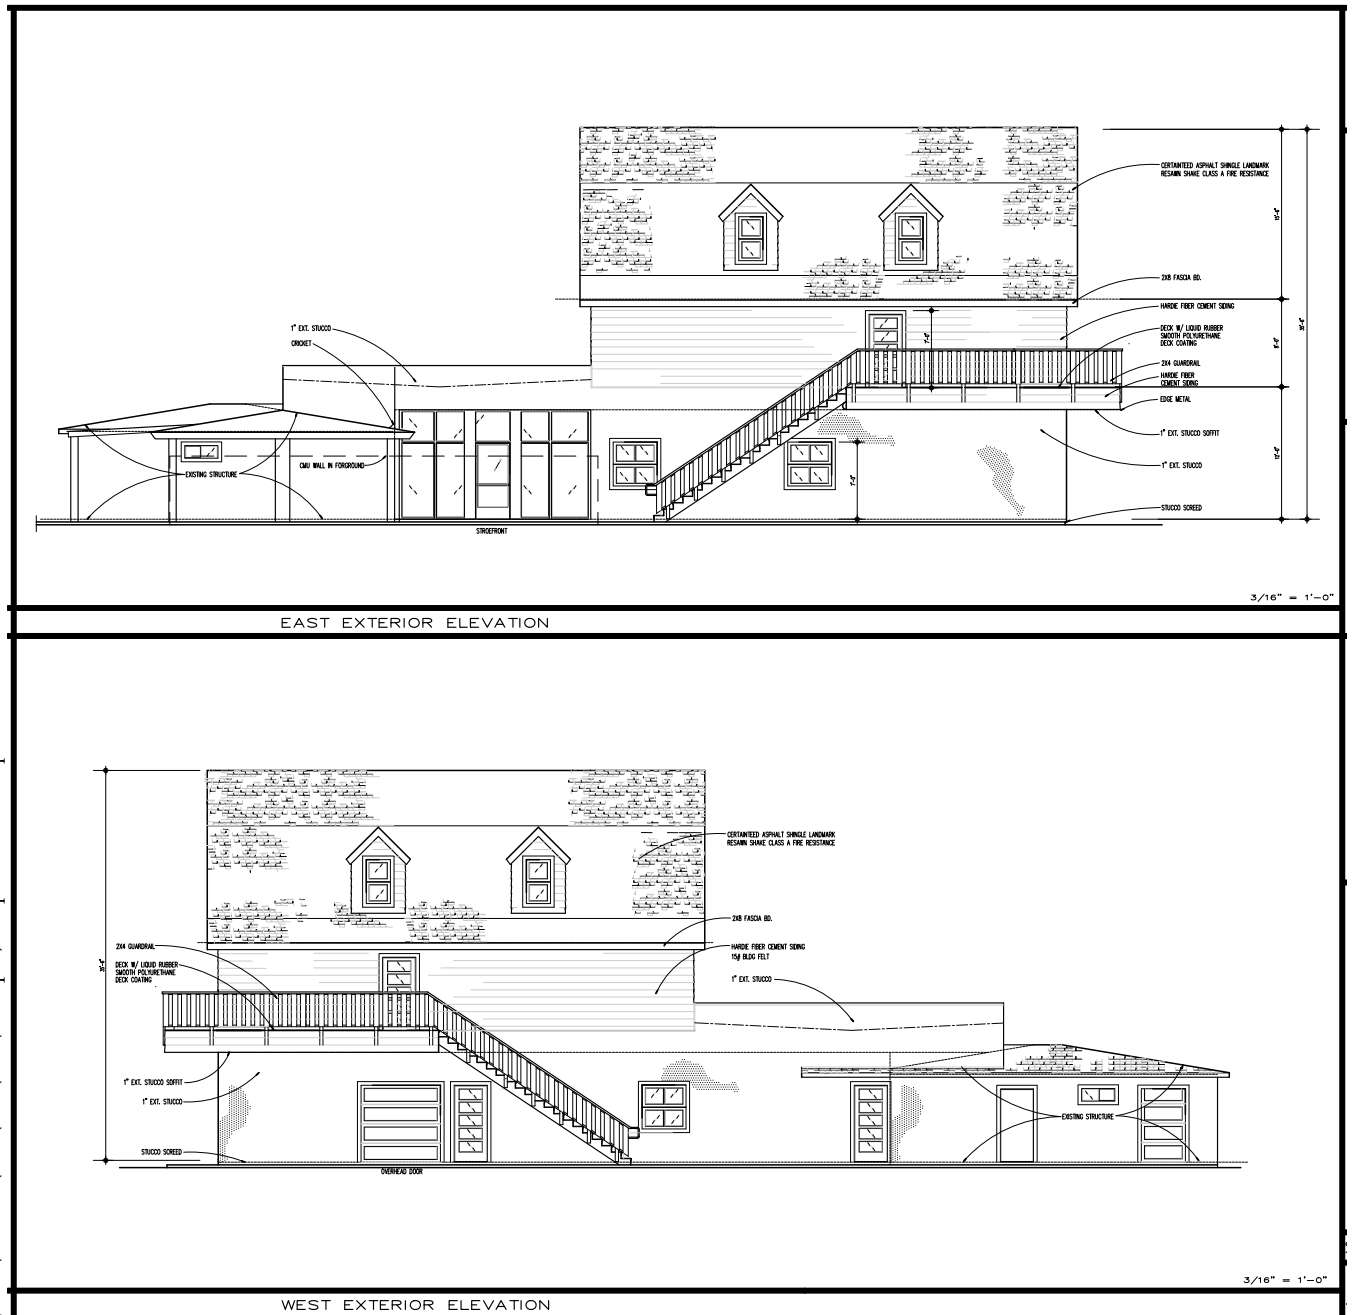 CERTAINTEED ASPHALT SHINGLE LANDMARK
RESAWN SHAKE CLASS A FIRE RESISTANCE
2X8 FASCIA BD.
HARDIE FIBER CEMENT SIDING
1" EXT. STUCCO
CRICKET
DECK W/ LIQUID RUBBER
SMOOTH POLYURETHANE
DECK COATING
2X4 GUARDRAIL
HARDIE FIBER
CEMENT SIDING
EDGE METAL
1" EXT. STUCCO SOFFIT
1" EXT. STUCCO
CMU WALL IN FORGROUND
EXISTING STRUCTURE
STUCCO SCREED
STROEFRONT
3/16" = 1'-0"
EAST EXTERIOR ELEVATION
CERTAINTEED ASPHALT SHINGLE LANDMARK
RESAWN SHAKE CLASS A FIRE RESISTANCE
2X8 FASCIA BD.
2X4 GUARDRAIL
HARDIE FIBER CEMENT SIDING
15# BLDG FELT
DECK W/ LIQUID RUBBER
SMOOTH POLYURETHANE
DECK COATING
1" EXT. STUCCO
1" EXT. STUCCO SOFFIT
1" EXT. STUCCO
EXISTING STRUCTURE
STUCCO SCREED
OVERHEAD DOOR
3/16" = 1'-0"
WEST EXTERIOR ELEVATION